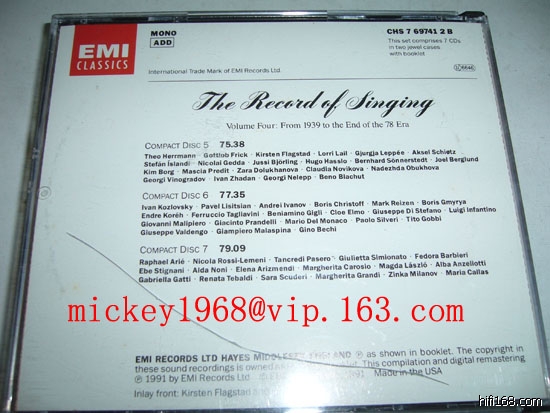 EMI
CLASSICS
MONO
ADD
CHS 7 69741 2 B
This set comprises 7 CDs
in two jewel cases
with booklet
International Trade Mark of EMI Records Ltd.
The Record of Singing
Volume Four: From 1939 to the End of the 78 Era
COMPACT DISC 5 75.38
Theo Herrmann · Gottlob Frick · Kirsten Flagstad · Lorri Lail · Gjurgja Leppée · Aksel Schiøtz
Stefán Íslandi · Nicolai Gedda · Jussi Björling · Hugo Hasslo · Bernhard Sönnerstedt · Joel Berglund
Kim Borg · Mascia Predit · Zara Dolukhanova · Claudia Novikova · Nadezhda Obukhova
Georgi Vinogradov · Ivan Zhadan · Georgi Nelepp · Beno Blachut
COMPACT DISC 6 77.35
Ivan Kozlovsky · Pavel Lisitsian · Andrei Ivanov · Boris Christoff · Mark Reizen · Boris Gmyrya
Endre Koréh · Ferruccio Tagliavini · Beniamino Gigli · Cloe Elmo · Giuseppe Di Stefano · Luigi Infantino
Giovanni Malipiero · Giacinto Prandelli · Mario Del Monaco · Paolo Silveri · Tito Gobbi
Giuseppe Valdengo · Giampiero Malaspina · Gino Bechi
COMPACT DISC 7 79.09
Raphael Arié · Nicola Rossi-Lemeni · Tancredi Pasero · Giulietta Simionato · Fedora Barbieri
Ebe Stignani · Alda Noni · Elena Arizmendi · Margherita Carosio · Magda László · Alba Anzellotti
Gabriella Gatti · Renata Tebaldi · Sara Scuderi · Margherita Grandi · Zinka Milanov · Maria Callas
mickey1968@vip.163.com
EMI RECORDS LTD HAYES MIDDLESEX ENGLAND ℗ as shown in booklet. The copyright in
these sound recordings is owned This compilation and digital remastering
℗ 1991 by EMI Records Ltd. © 1991 Made in the USA
Inlay front: Kirsten Flagstad and
hifi168.com